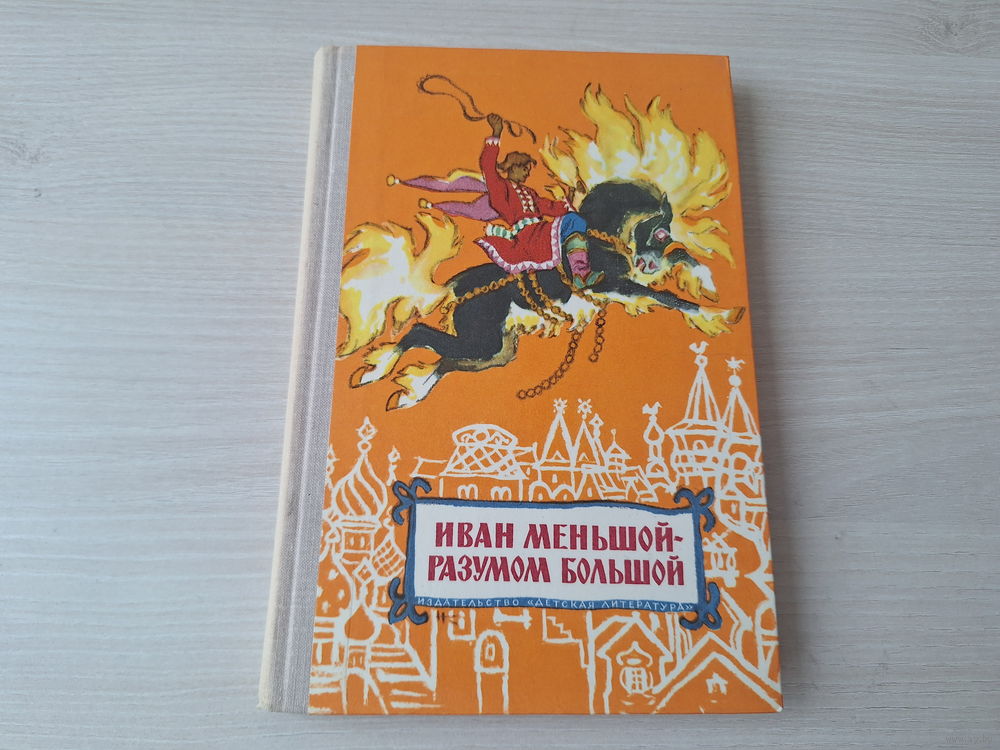 ИВАН МЕНЬШОЙ-
РАЗУМОМ БОЛЬШОЙ
ИЗДАТЕЛЬСТВО «ДЕТСКАЯ ЛИТЕРАТУРА»